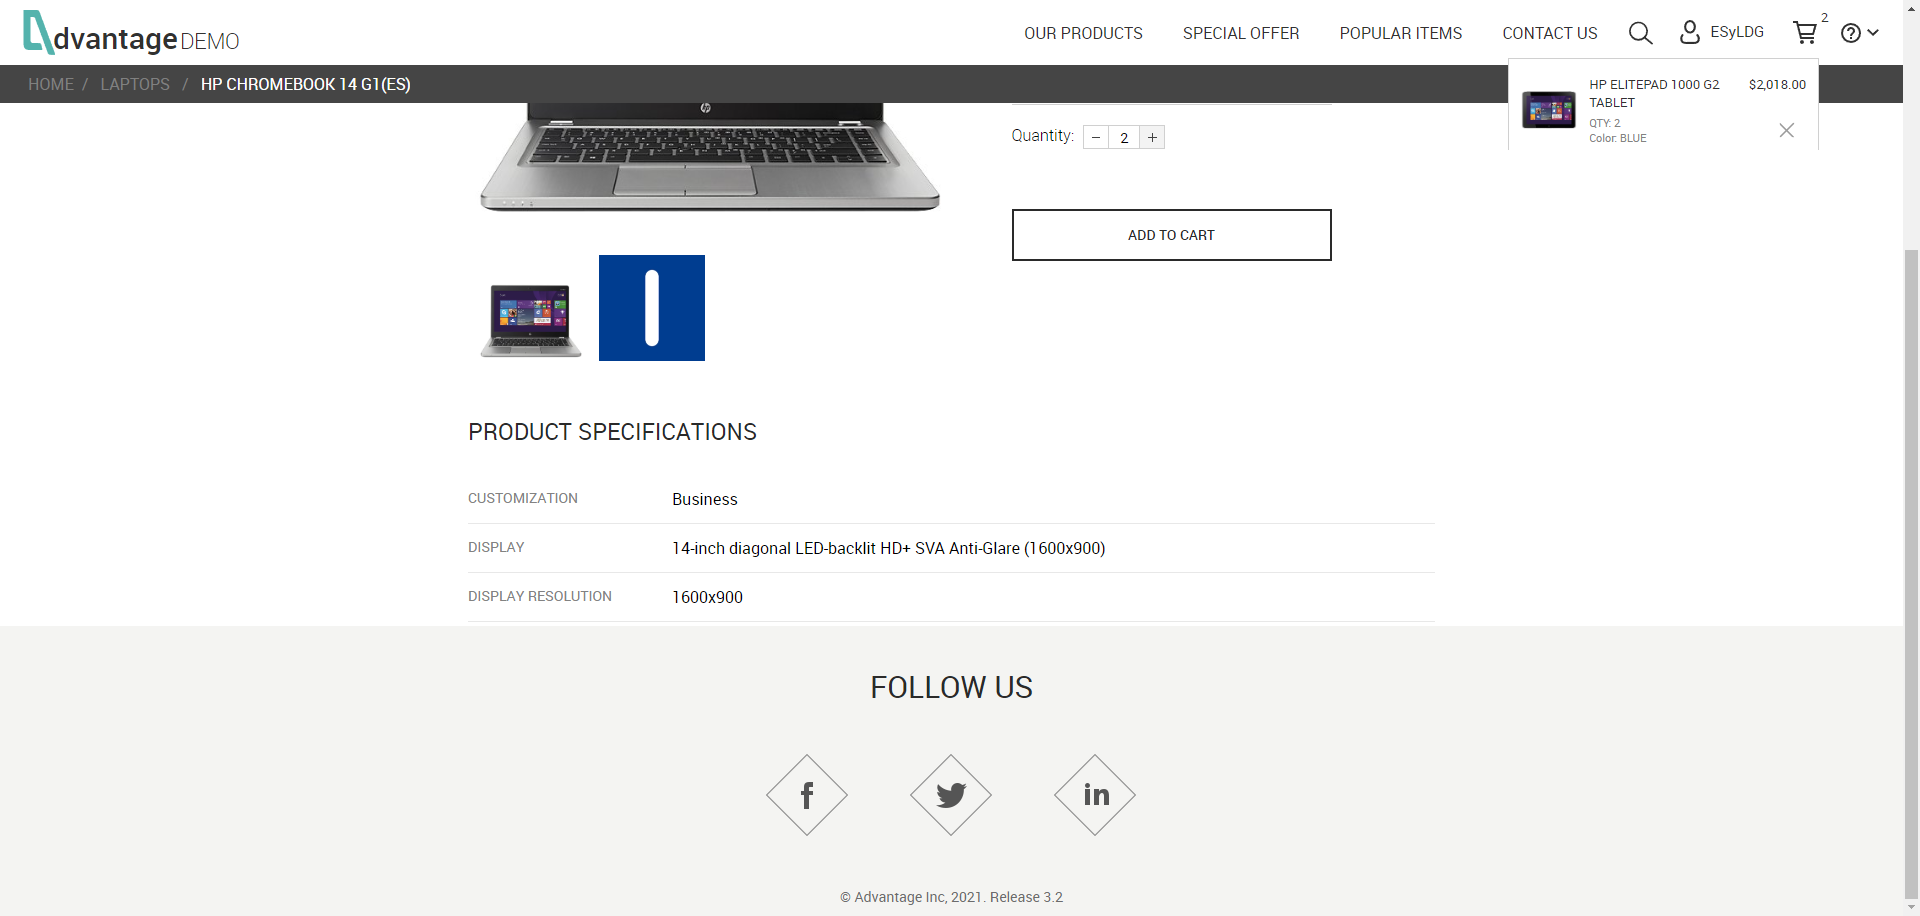 dvantage DEMO
OUR PRODUCTS
SPECIAL OFFER
POPULAR ITEMS
CONTACT US
ESyLDG
2
HOME / LAPTOPS / HP CHROMEBOOK 14 G1(ES)
HP ELITEPAD 1000 G2
TABLET
$2,018.00
QTY: 2
Color: BLUE
Quantity: − 2 +
ADD TO CART
PRODUCT SPECIFICATIONS
CUSTOMIZATION Business
DISPLAY 14-inch diagonal LED-backlit HD+ SVA Anti-Glare (1600x900)
DISPLAY RESOLUTION 1600x900
FOLLOW US
f
in
© Advantage Inc, 2021. Release 3.2